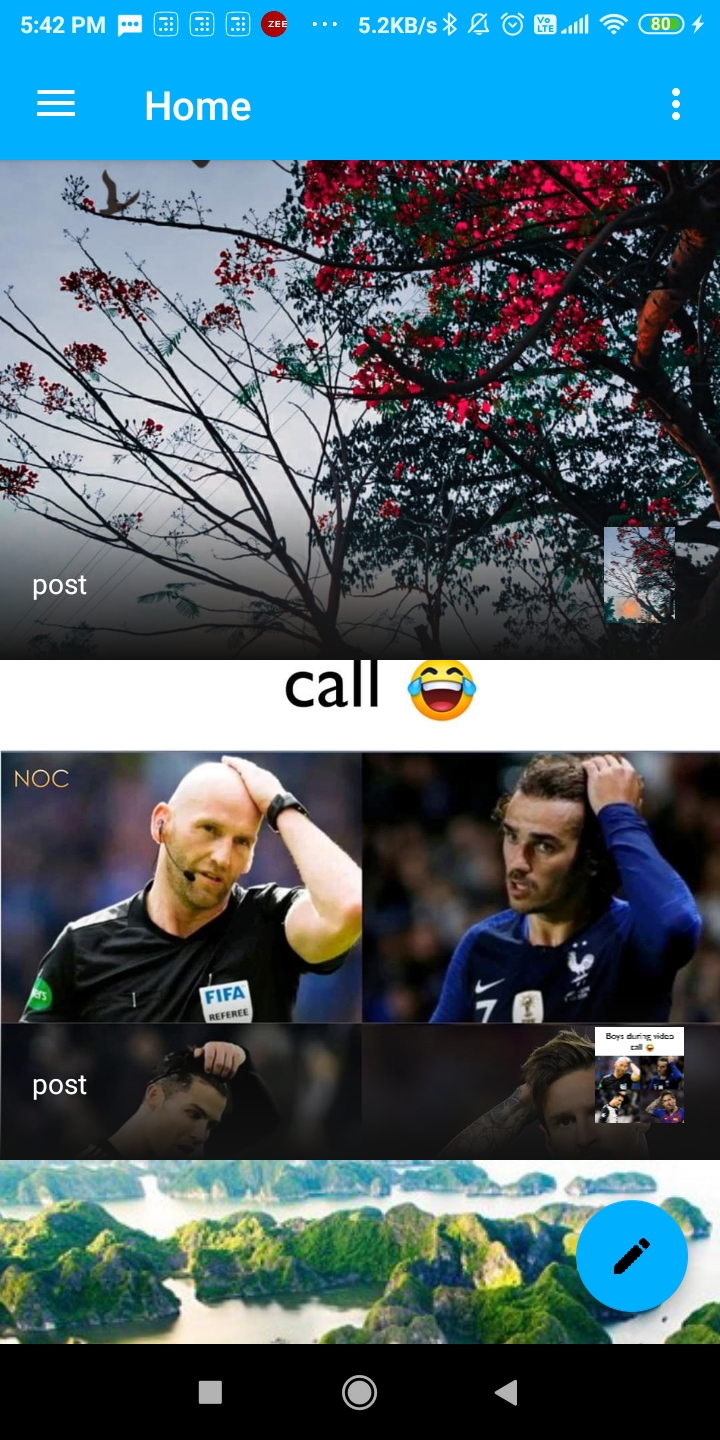 5:42 PM
ZEE
5.2KB/s
Vo
LTE
80
Home
post
call 😂
NOC
FIFA
REFEREE
7
post
Boys during video
call 😂